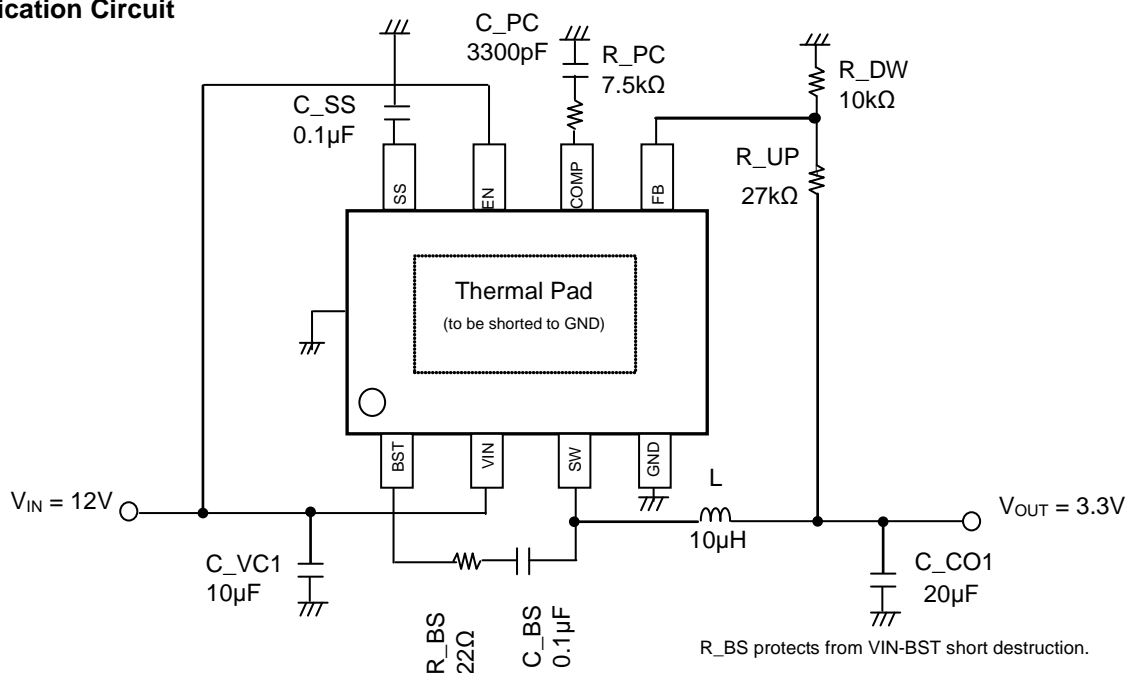 ication Circuit
C_PC
3300pF
R_PC
7.5kΩ
R_DW
10kΩ
C_SS
0.1µF
R_UP
27kΩ
SS
EN
COMP
FB
Thermal Pad
(to be shorted to GND)
BST
VIN
SW
GND
L
10µH
VIN = 12V
VOUT = 3.3V
C_VC1
10µF
C_CO1
20µF
R_BS
22Ω
C_BS
0.1µF
R_BS protects from VIN-BST short destruction.